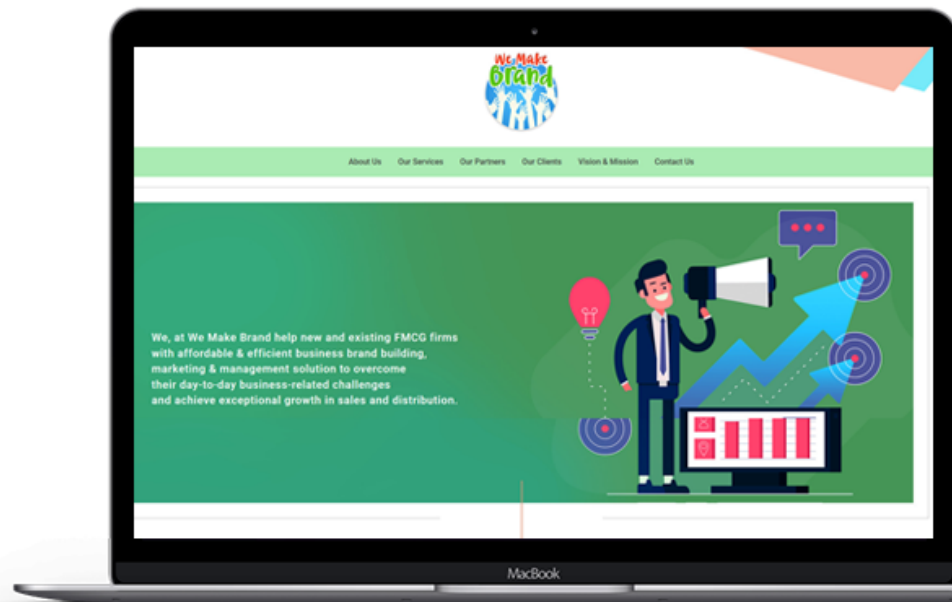 We Make
Brand
About Us Our Services Our Partners Our Clients Vision & Mission Contact Us
We, at We Make Brand help new and existing FMCG firms
with affordable & efficient business brand building,
marketing & management solution to overcome
their day-to-day business-related challenges
and achieve exceptional growth in sales and distribution.
MacBook